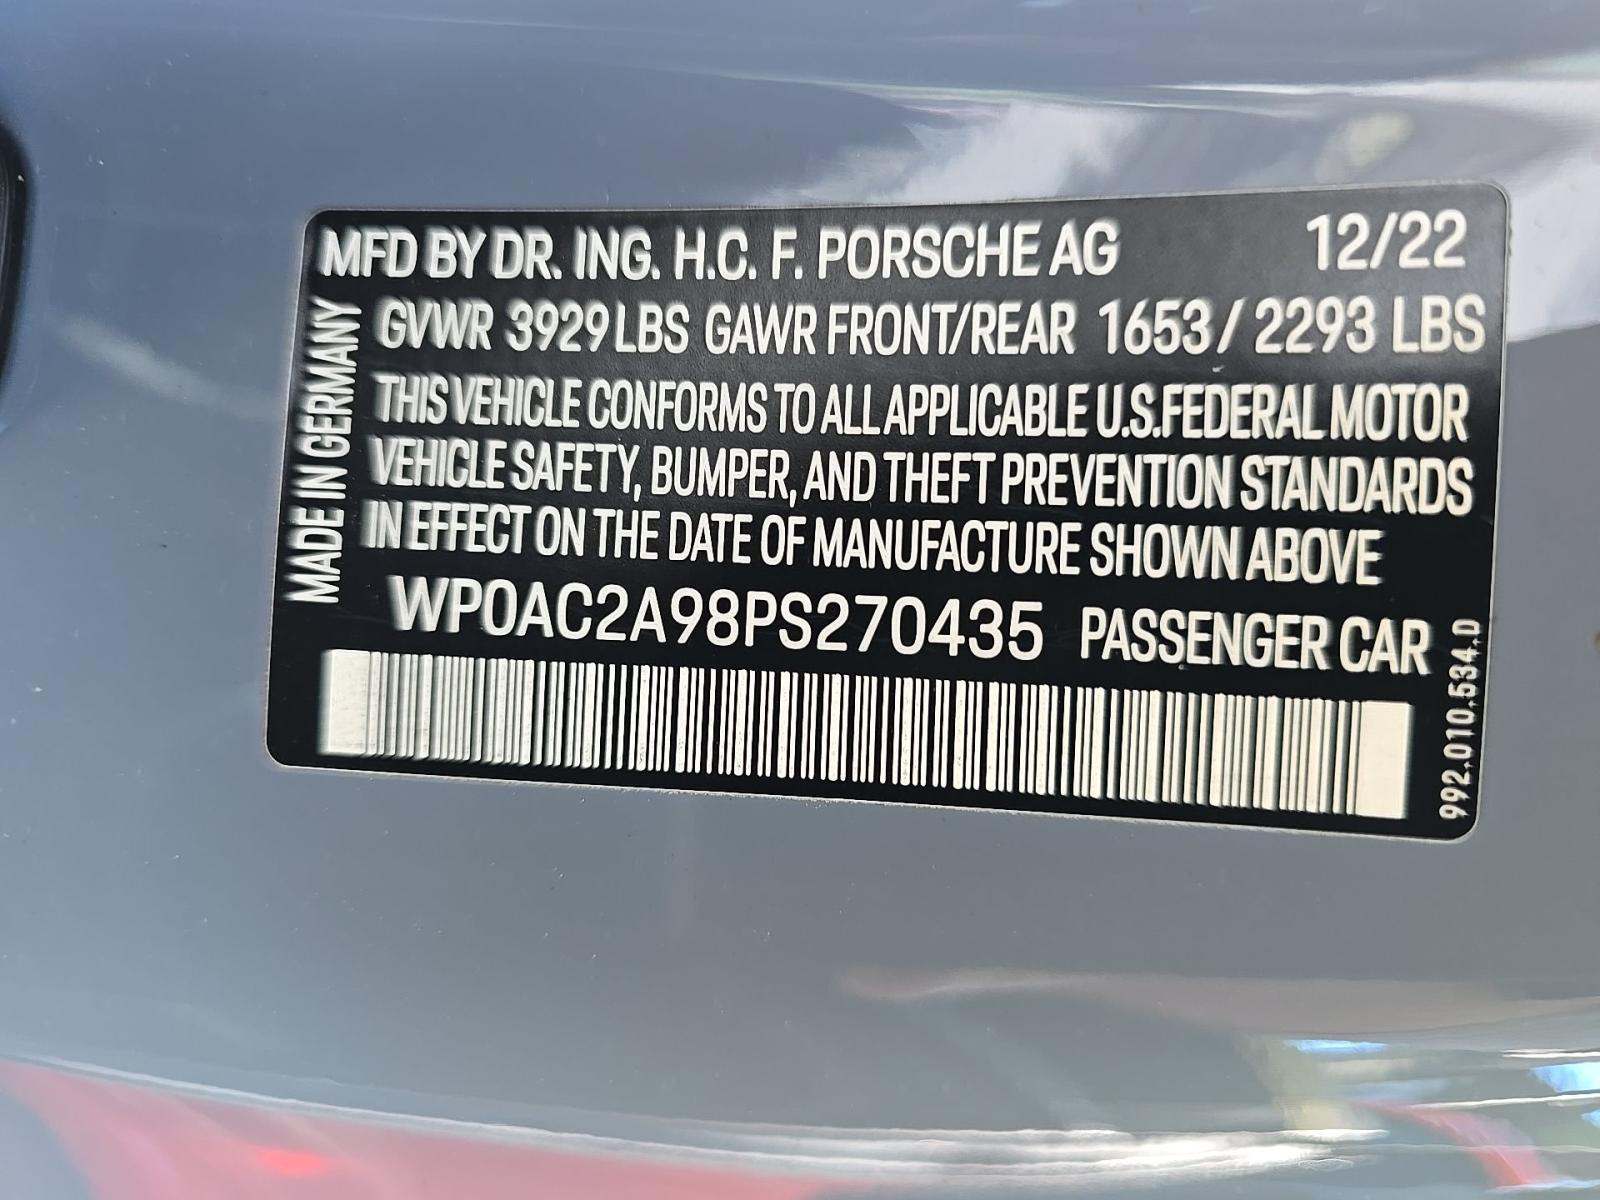 MFD BY DR. ING. H.C. F. PORSCHE AG 12/22
GVWR 3929 LBS GAWR FRONT/REAR 1653 / 2293 LBS
THIS VEHICLE CONFORMS TO ALL APPLICABLE U.S.FEDERAL MOTOR
VEHICLE SAFETY, BUMPER, AND THEFT PREVENTION STANDARDS
IN EFFECT ON THE DATE OF MANUFACTURE SHOWN ABOVE
WP0AC2A98PS270435 PASSENGER CAR
MADE IN GERMANY
992.010.534.D